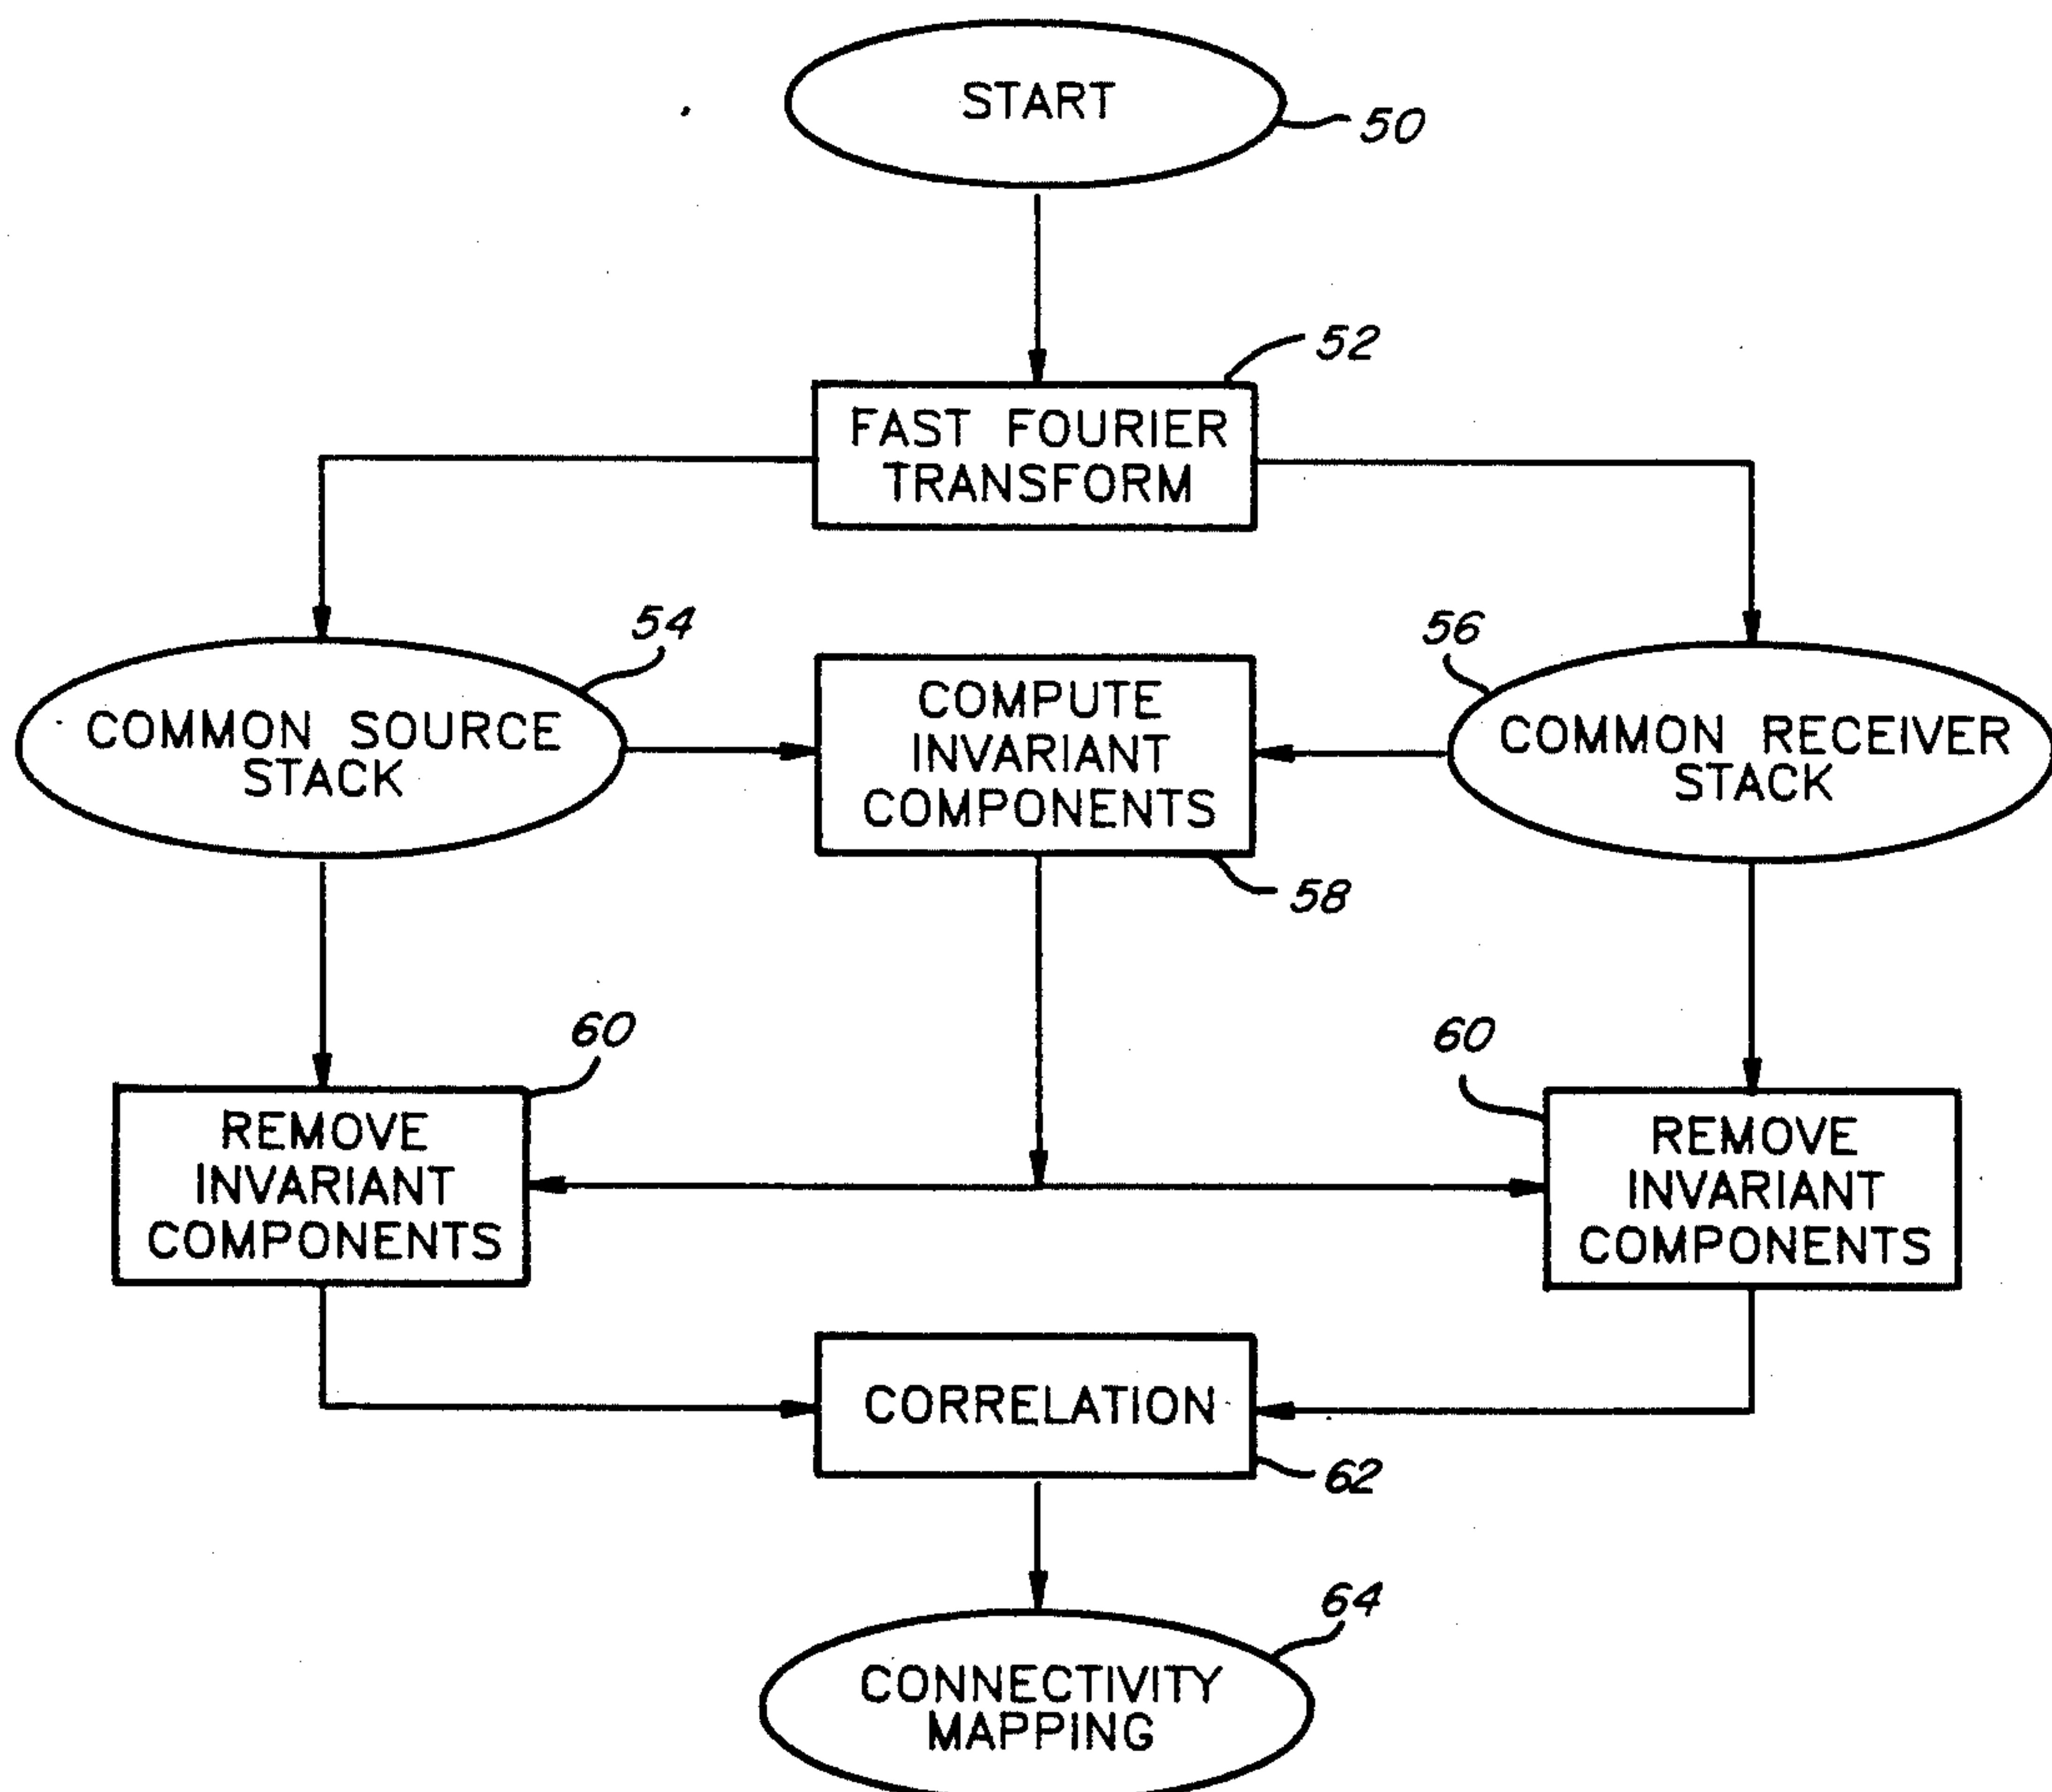 START
50
52
FAST FOURIER
TRANSFORM
54
56
COMMON SOURCE
STACK
COMPUTE
INVARIANT
COMPONENTS
COMMON RECEIVER
STACK
58
60
60
REMOVE
INVARIANT
COMPONENTS
REMOVE
INVARIANT
COMPONENTS
CORRELATION
62
64
CONNECTIVITY
MAPPING